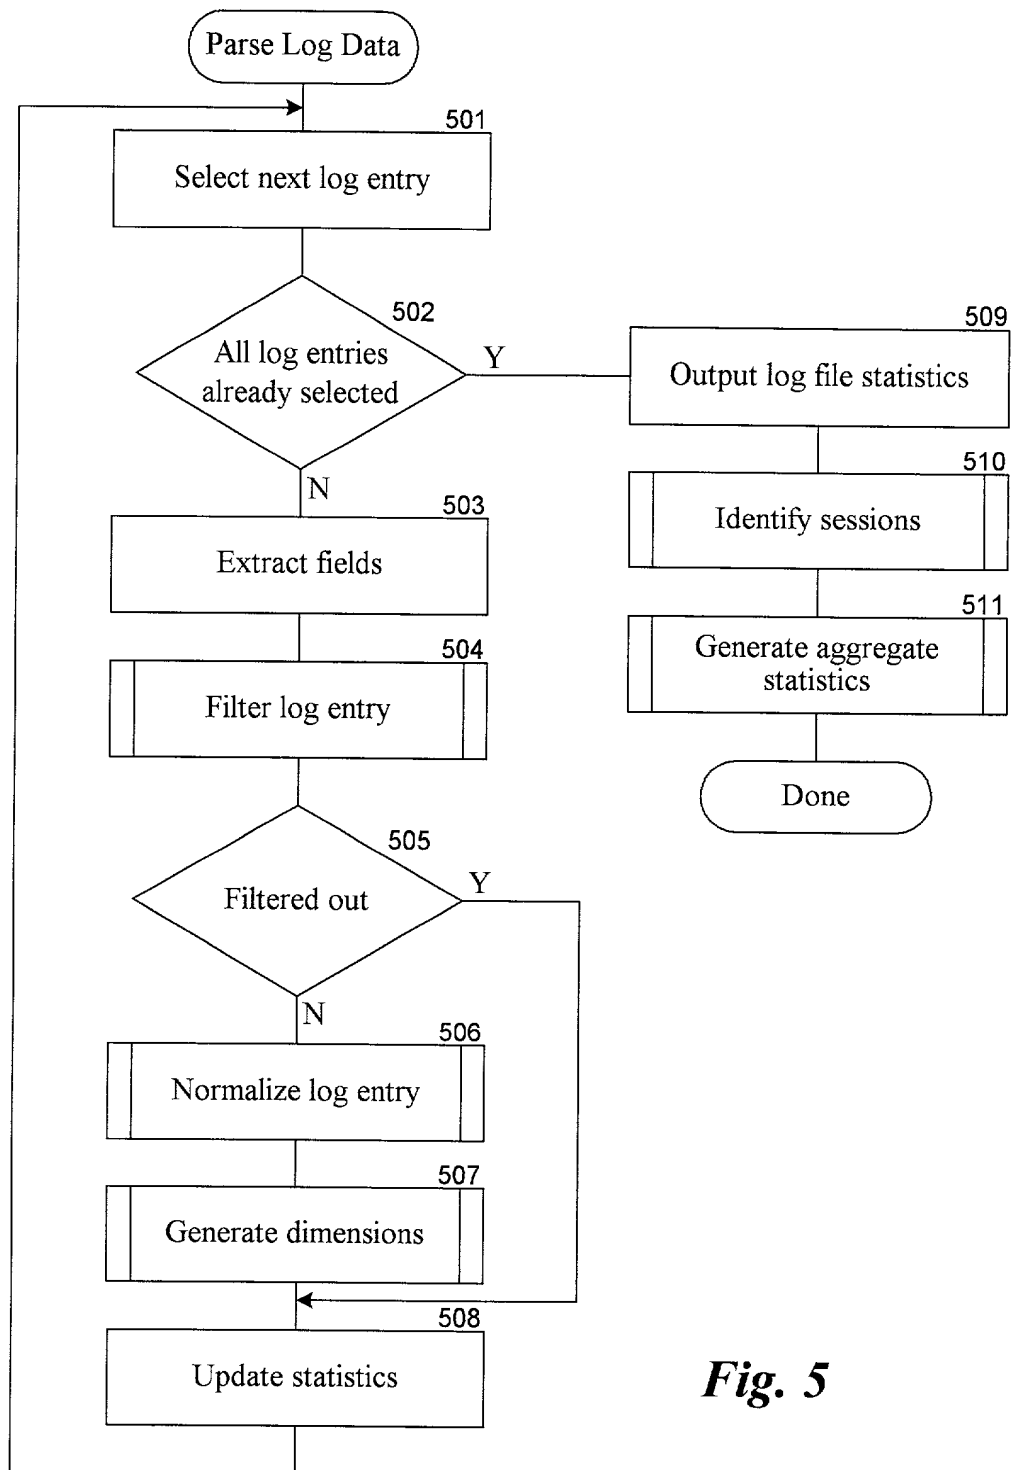 Parse Log Data
501
Select next log entry
502
All log entries
already selected
Y
N
503
Extract fields
504
Filter log entry
505
Filtered out
Y
N
506
Normalize log entry
507
Generate dimensions
508
Update statistics
509
Output log file statistics
510
Identify sessions
511
Generate aggregate
statistics
Done
Fig. 5